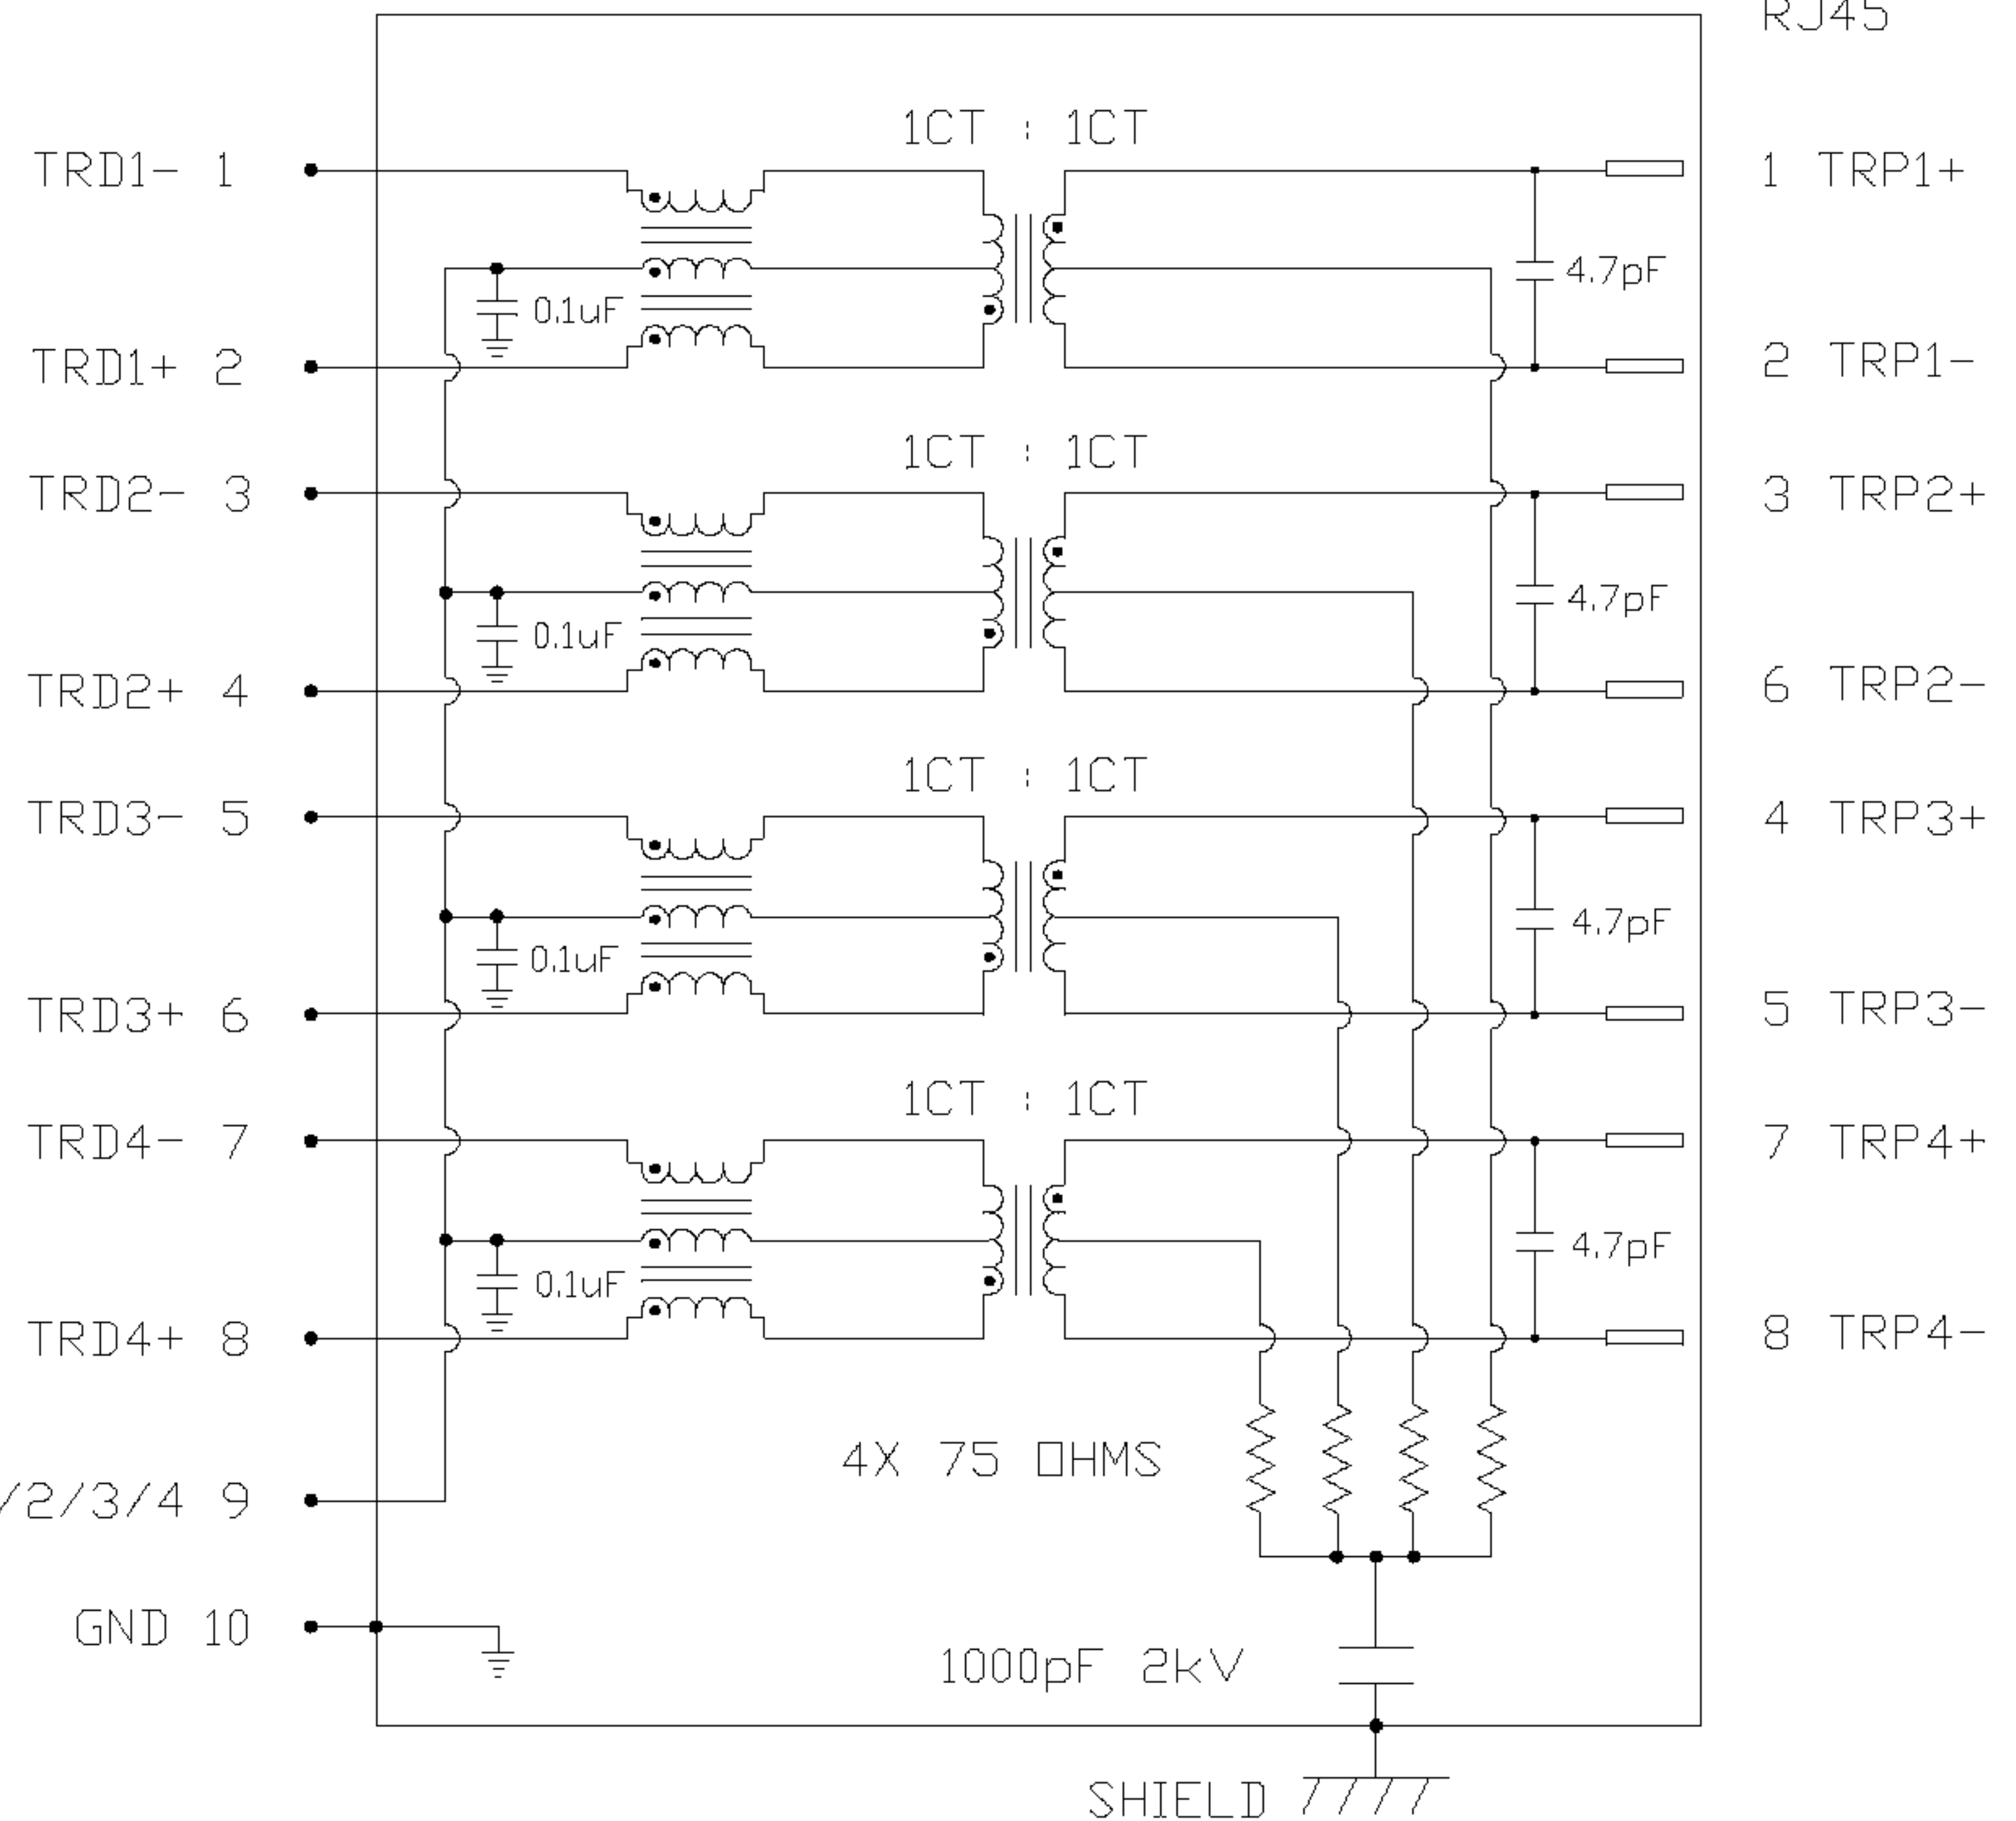 RJ45
1CT : 1CT
TRD1- 1
1 TRP1+
4.7pF
0.1uF
TRD1+ 2
2 TRP1-
1CT : 1CT
TRD2- 3
3 TRP2+
4.7pF
0.1uF
TRD2+ 4
6 TRP2-
1CT : 1CT
TRD3- 5
4 TRP3+
4.7pF
0.1uF
TRD3+ 6
5 TRP3-
1CT : 1CT
TRD4- 7
7 TRP4+
4.7pF
0.1uF
TRD4+ 8
8 TRP4-
4X 75 OHMS
/2/3/4 9
GND 10
1000pF 2kV
SHIELD